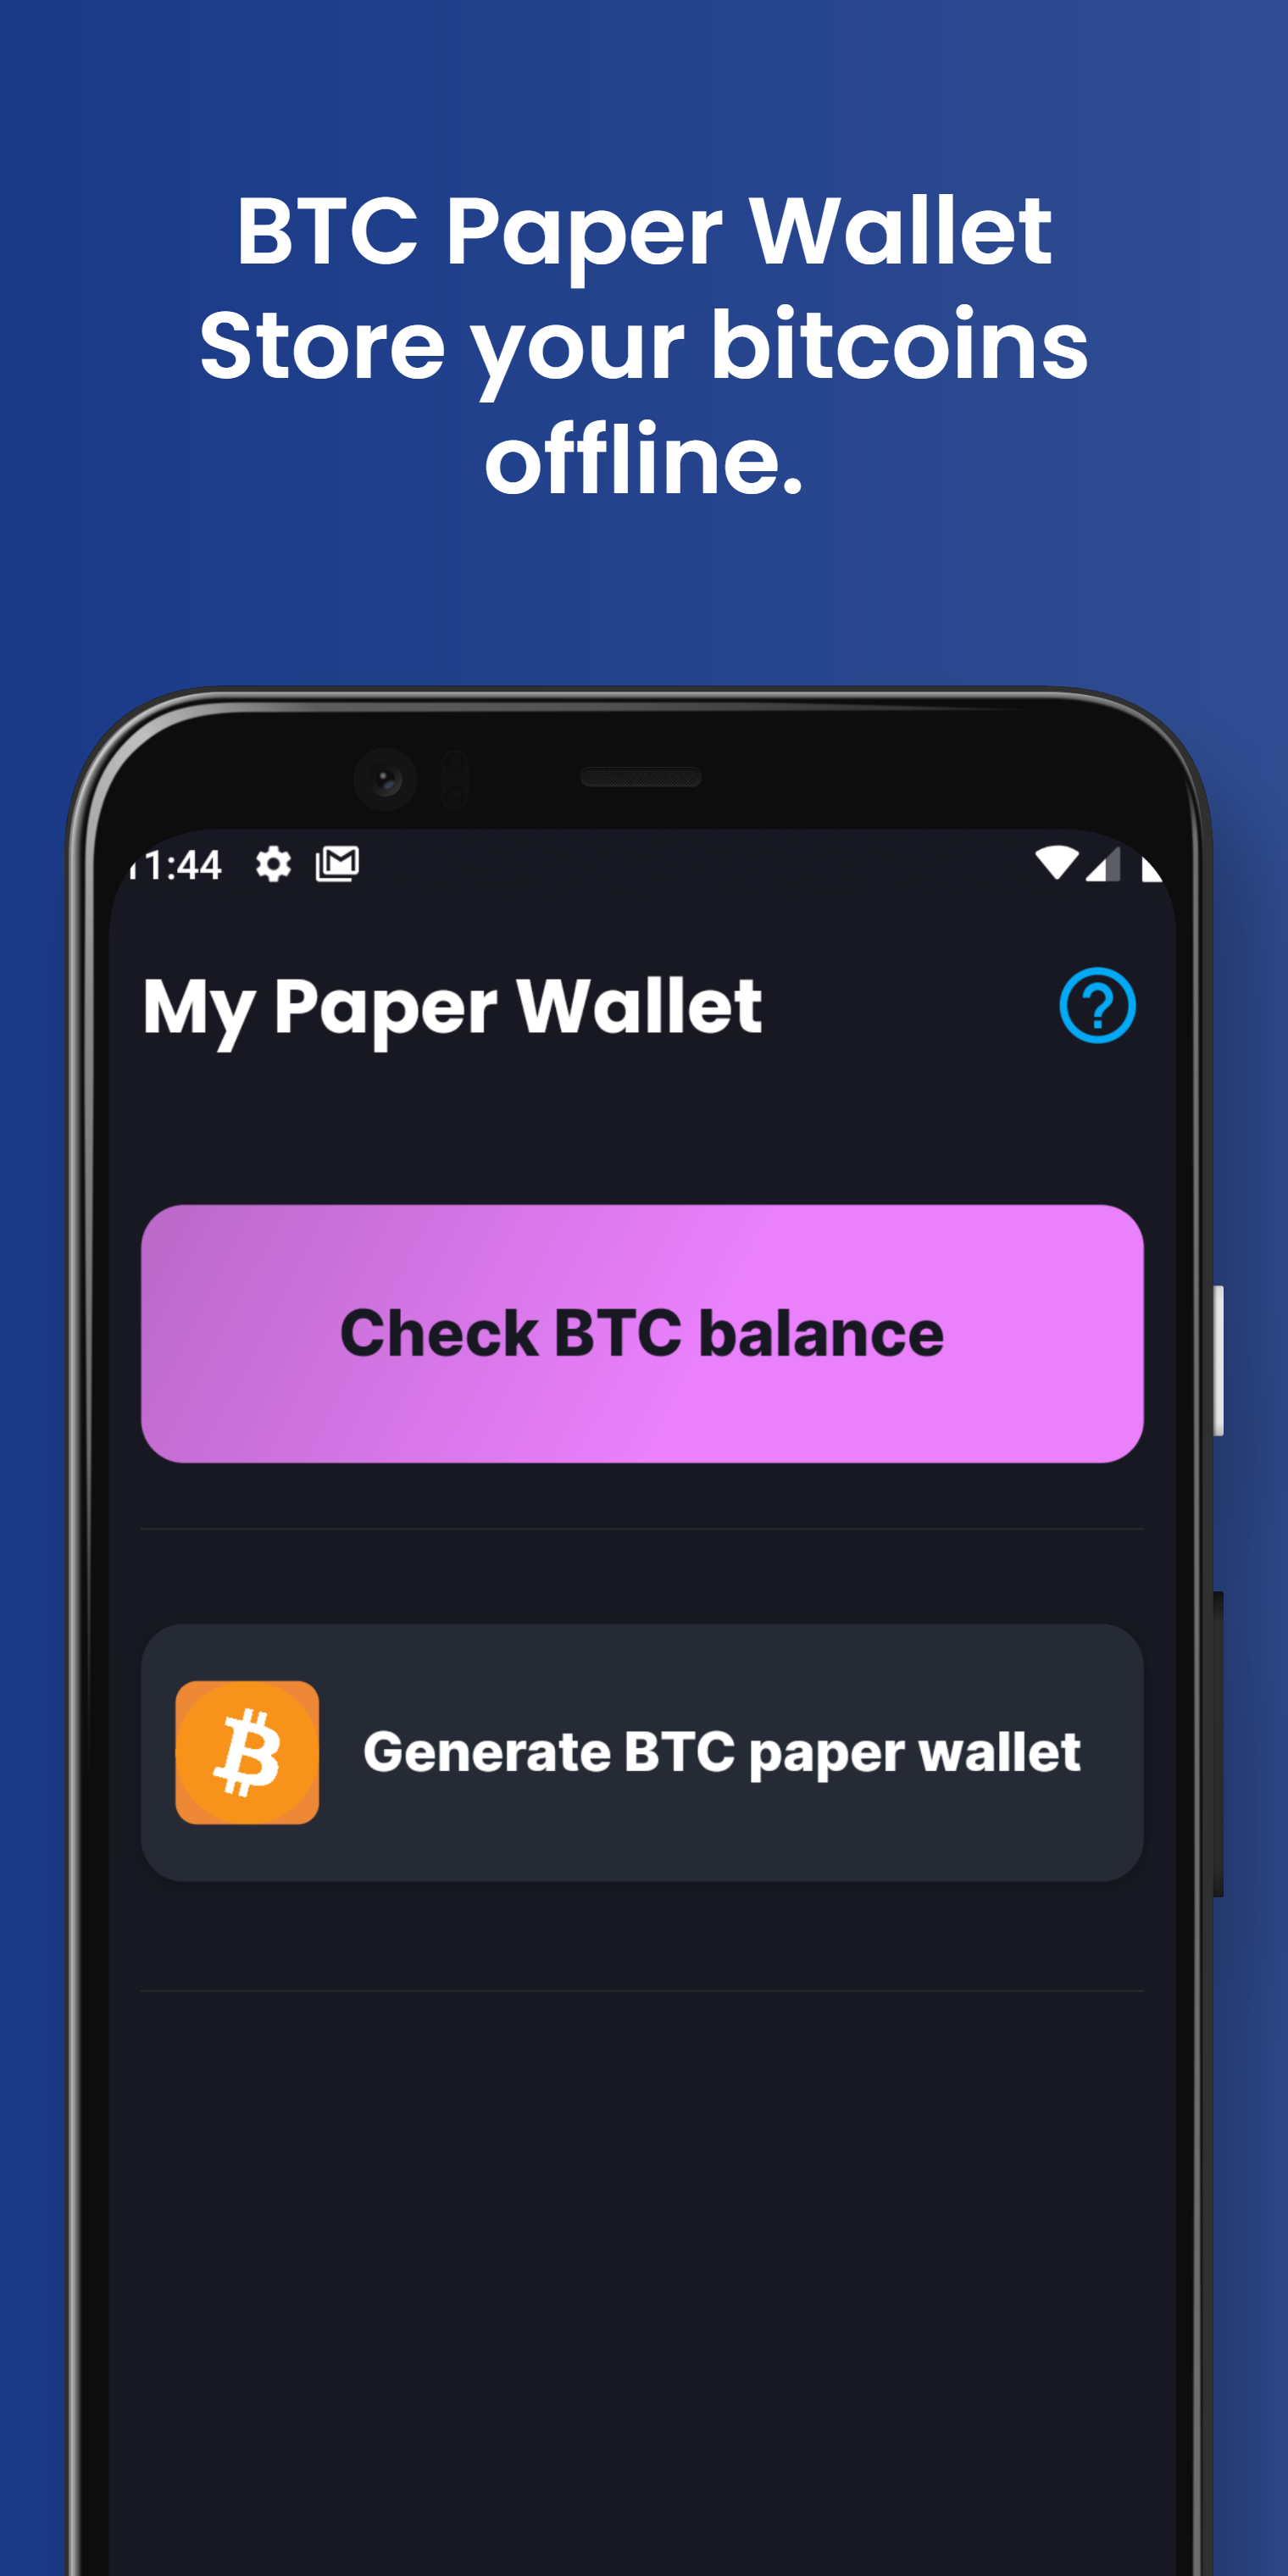 BTC Paper Wallet
Store your bitcoins
offline.
11:44
My Paper Wallet
Check BTC balance
Generate BTC paper wallet